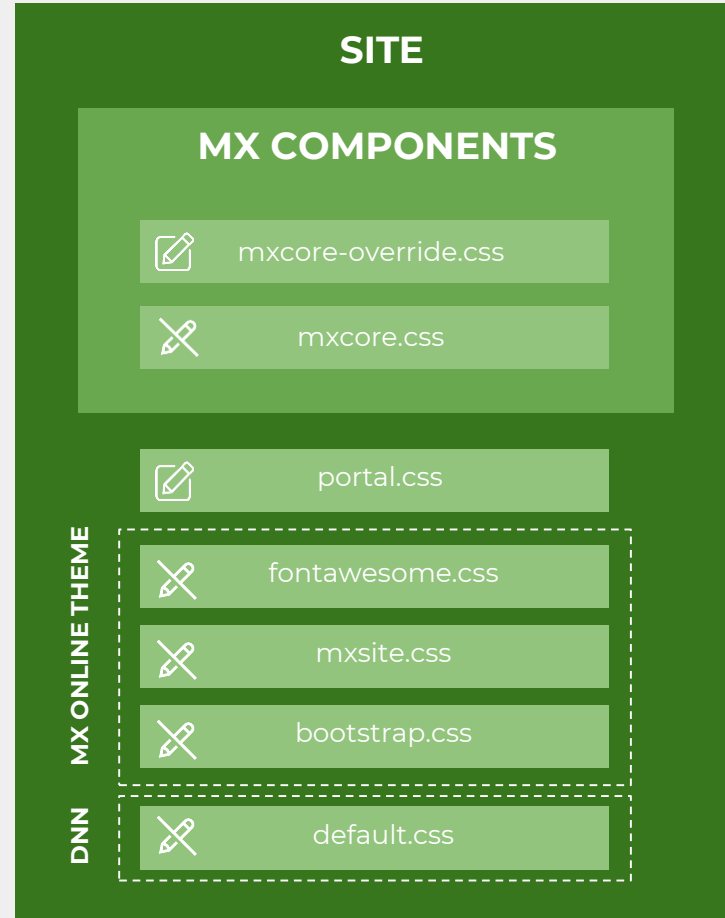 SITE
MX COMPONENTS
mxcore-override.css
mxcore.css
portal.css
MX ONLINE THEME
fontawesome.css
mxsite.css
bootstrap.css
DNN
default.css